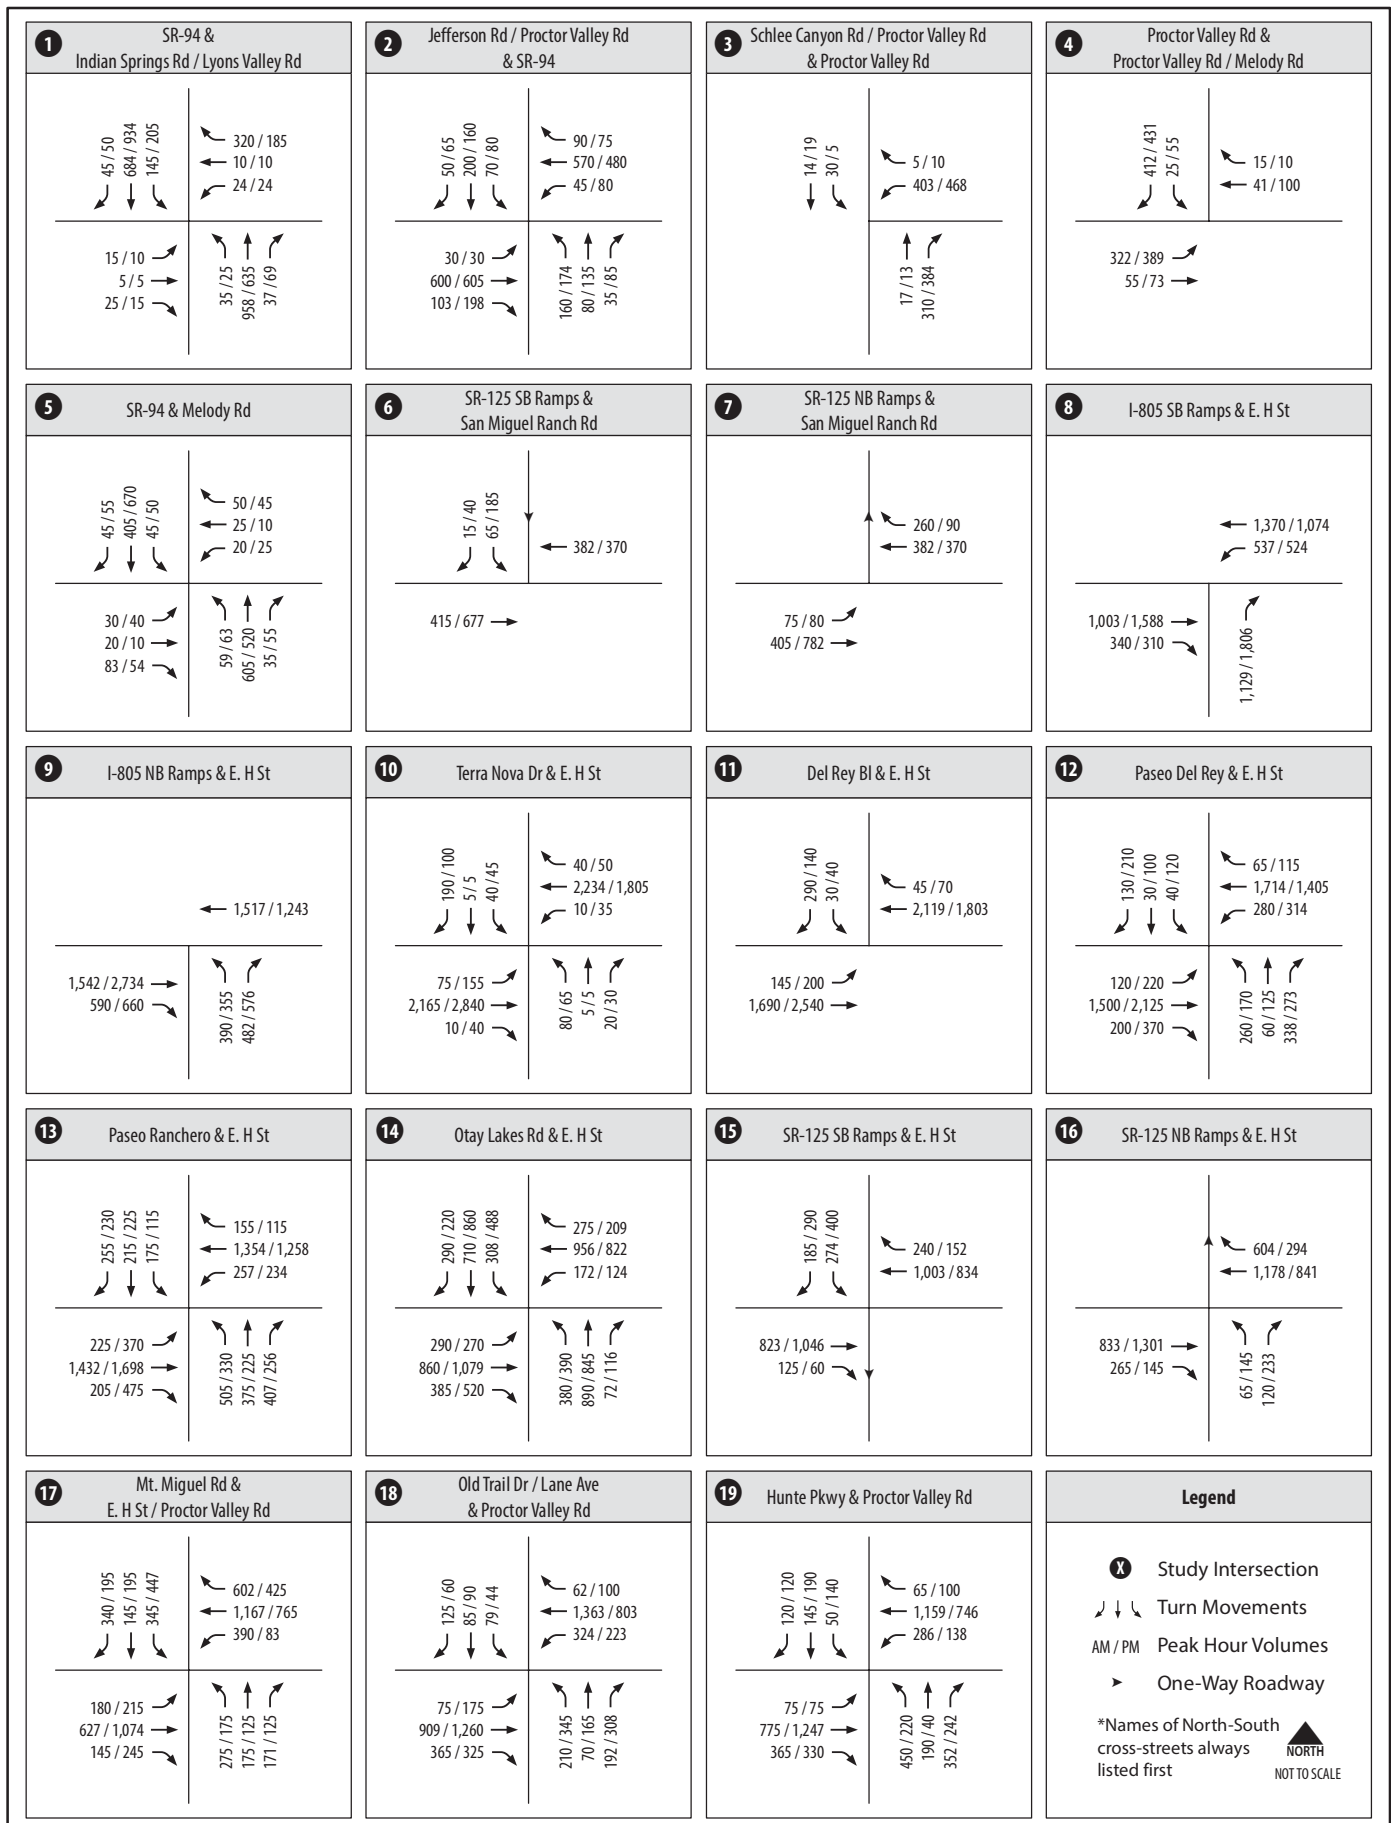 1
SR-94 &
Indian Springs Rd / Lyons Valley Rd
45 / 50
684 / 934
145 / 205
320 / 185
10 / 10
24 / 24
15 / 10
5 / 5
25 / 15
35 / 25
958 / 635
37 / 69
2
Jefferson Rd / Proctor Valley Rd
& SR-94
50 / 65
200 / 160
70 / 80
90 / 75
570 / 480
45 / 80
30 / 30
600 / 605
103 / 198
160 / 174
80 / 135
35 / 85
3
Schlee Canyon Rd / Proctor Valley Rd
& Proctor Valley Rd
14 / 19
30 / 5
5 / 10
403 / 468
17 / 13
310 / 384
4
Proctor Valley Rd &
Proctor Valley Rd / Melody Rd
412 / 431
25 / 55
15 / 10
41 / 100
322 / 389
55 / 73
5
SR-94 & Melody Rd
45 / 55
405 / 670
45 / 50
50 / 45
25 / 10
20 / 25
30 / 40
20 / 10
83 / 54
59 / 63
605 / 520
35 / 55
6
SR-125 SB Ramps &
San Miguel Ranch Rd
15 / 40
65 / 185
382 / 370
415 / 677
7
SR-125 NB Ramps &
San Miguel Ranch Rd
260 / 90
382 / 370
75 / 80
405 / 782
8
I-805 SB Ramps & E. H St
1,370 / 1,074
537 / 524
1,003 / 1,588
340 / 310
1,129 / 1,806
9
I-805 NB Ramps & E. H St
1,517 / 1,243
1,542 / 2,734
590 / 660
390 / 355
482 / 576
10
Terra Nova Dr & E. H St
190 / 100
5 / 5
40 / 45
40 / 50
2,234 / 1,805
10 / 35
75 / 155
2,165 / 2,840
10 / 40
80 / 65
5 / 5
20 / 30
11
Del Rey Bl & E. H St
290 / 140
30 / 40
45 / 70
2,119 / 1,803
145 / 200
1,690 / 2,540
12
Paseo Del Rey & E. H St
130 / 210
30 / 100
40 / 120
65 / 115
1,714 / 1,405
280 / 314
120 / 220
1,500 / 2,125
200 / 370
260 / 170
60 / 125
338 / 273
13
Paseo Ranchero & E. H St
255 / 230
215 / 225
175 / 115
155 / 115
1,354 / 1,258
257 / 234
225 / 370
1,432 / 1,698
205 / 475
505 / 330
375 / 225
407 / 256
14
Otay Lakes Rd & E. H St
290 / 220
710 / 860
308 / 488
275 / 209
956 / 822
172 / 124
290 / 270
860 / 1,079
385 / 520
380 / 390
890 / 845
72 / 116
15
SR-125 SB Ramps & E. H St
185 / 290
274 / 400
240 / 152
1,003 / 834
823 / 1,046
125 / 60
16
SR-125 NB Ramps & E. H St
604 / 294
1,178 / 841
833 / 1,301
265 / 145
65 / 145
120 / 233
17
Mt. Miguel Rd &
E. H St / Proctor Valley Rd
340 / 195
145 / 195
345 / 447
602 / 425
1,167 / 765
390 / 83
180 / 215
627 / 1,074
145 / 245
275 / 175
175 / 125
171 / 125
18
Old Trail Dr / Lane Ave
& Proctor Valley Rd
125 / 60
85 / 90
79 / 44
62 / 100
1,363 / 803
324 / 223
75 / 175
909 / 1,260
365 / 325
210 / 345
70 / 165
192 / 308
19
Hunte Pkwy & Proctor Valley Rd
120 / 120
145 / 190
50 / 140
65 / 100
1,159 / 746
286 / 138
75 / 75
775 / 1,247
365 / 330
450 / 220
190 / 40
352 / 242
Legend
X Study Intersection
Turn Movements
AM / PM Peak Hour Volumes
One-Way Roadway
*Names of North-South
cross-streets always
listed first
NORTH
NOT TO SCALE